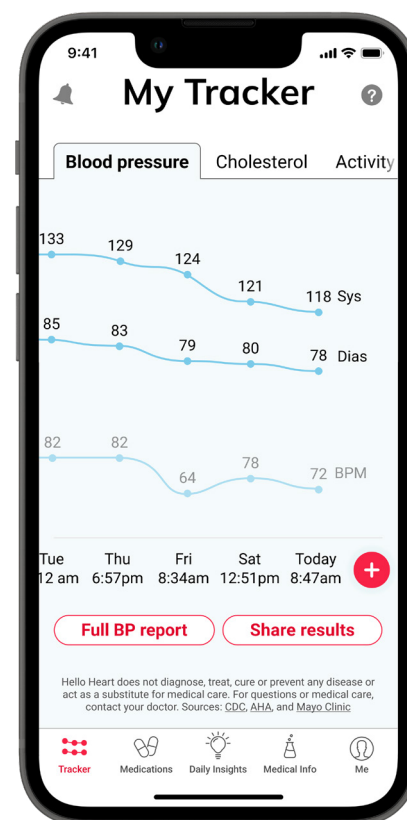 9:41
My Tracker
?
Blood pressure Cholesterol Activity
133 129 124 121 118 Sys
85 83 79 80 78 Dias
82 82 64 78 72 BPM
Tue Thu Fri Sat Today
12 am 6:57pm 8:34am 12:51pm 8:47am
+
Full BP report Share results
Hello Heart does not diagnose, treat, cure or prevent any disease or
act as a substitute for medical care. For questions or medical care,
contact your doctor. Sources: CDC, AHA, and Mayo Clinic
Tracker Medications Daily Insights Medical Info Me